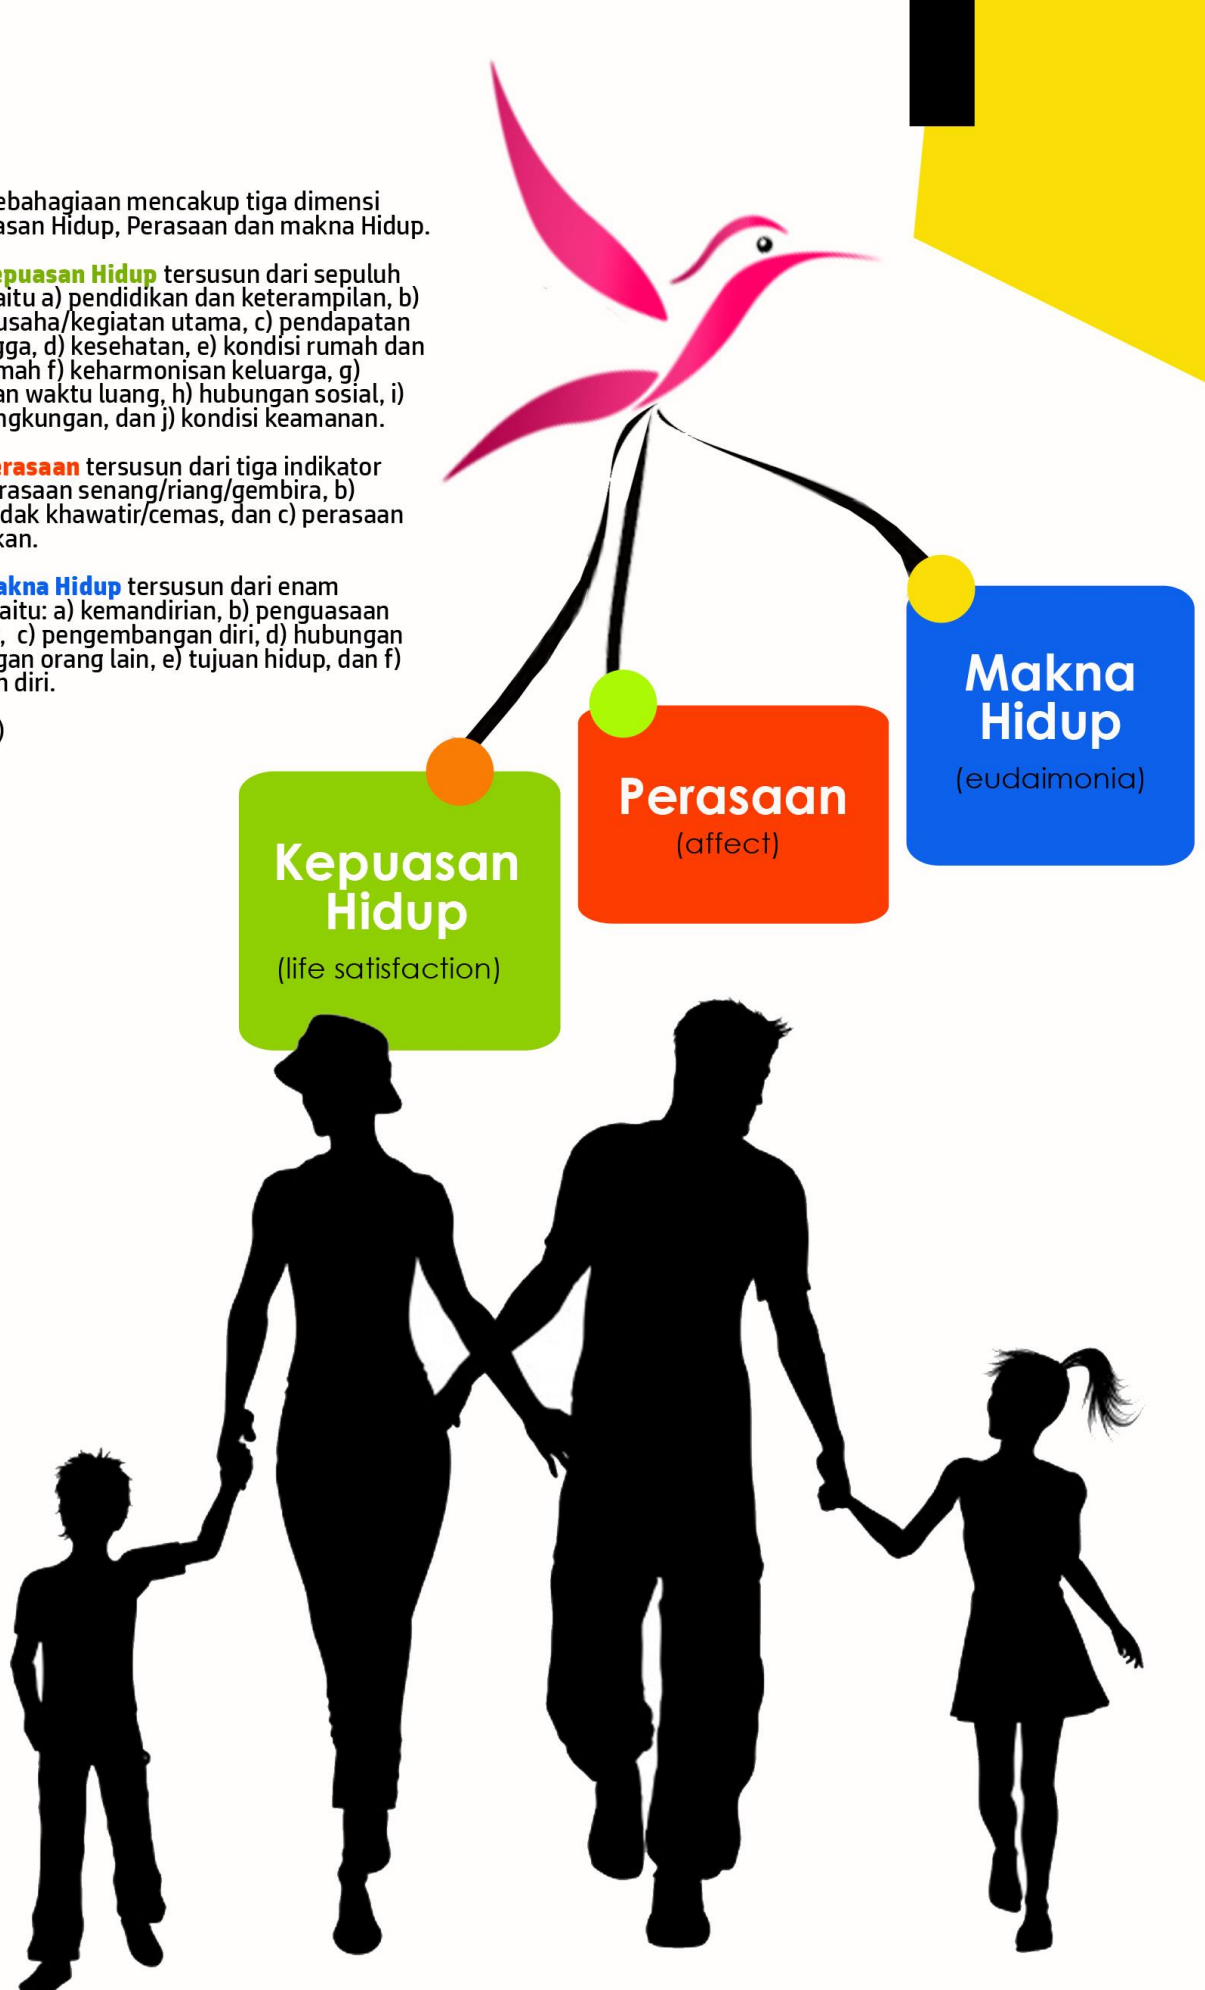 ebahagiaan mencakup tiga dimensi
asan Hidup, Perasaan dan makna Hidup.
epuasan Hidup tersusun dari sepuluh
aitu a) pendidikan dan keterampilan, b)
usaha/kegiatan utama, c) pendapatan
gga, d) kesehatan, e) kondisi rumah dan
mah f) keharmonisan keluarga, g)
an waktu luang, h) hubungan sosial, i)
ngkungan, dan j) kondisi keamanan.
erasaan tersusun dari tiga indikator
rasaan senang/riang/gembira, b)
dak khawatir/cemas, dan c) perasaan
kan.
akna Hidup tersusun dari enam
aitu: a) kemandirian, b) penguasaan
, c) pengembangan diri, d) hubungan
gan orang lain, e) tujuan hidup, dan f)
n diri.
)
Makna
Hidup
(eudaimonia)
Perasaan
(affect)
Kepuasan
Hidup
(life satisfaction)